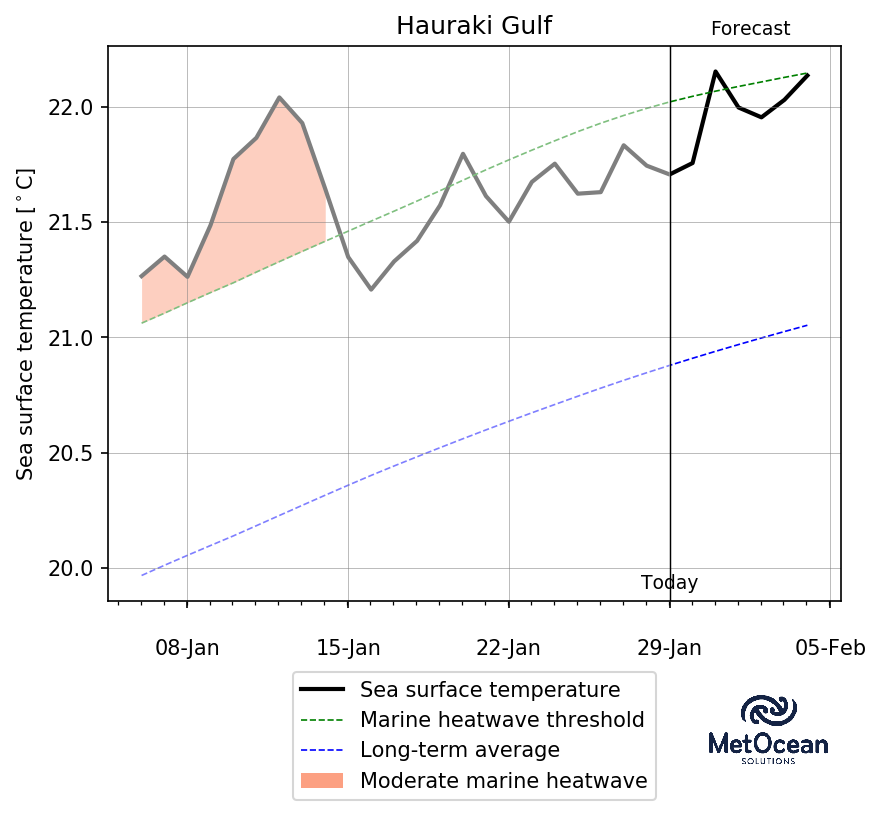 Hauraki Gulf
Forecast
Sea surface temperature [°C]
22.0
21.5
21.0
20.5
20.0
Today
08-Jan
15-Jan
22-Jan
29-Jan
05-Feb
Sea surface temperature
Marine heatwave threshold
Long-term average
Moderate marine heatwave
MetOcean
SOLUTIONS